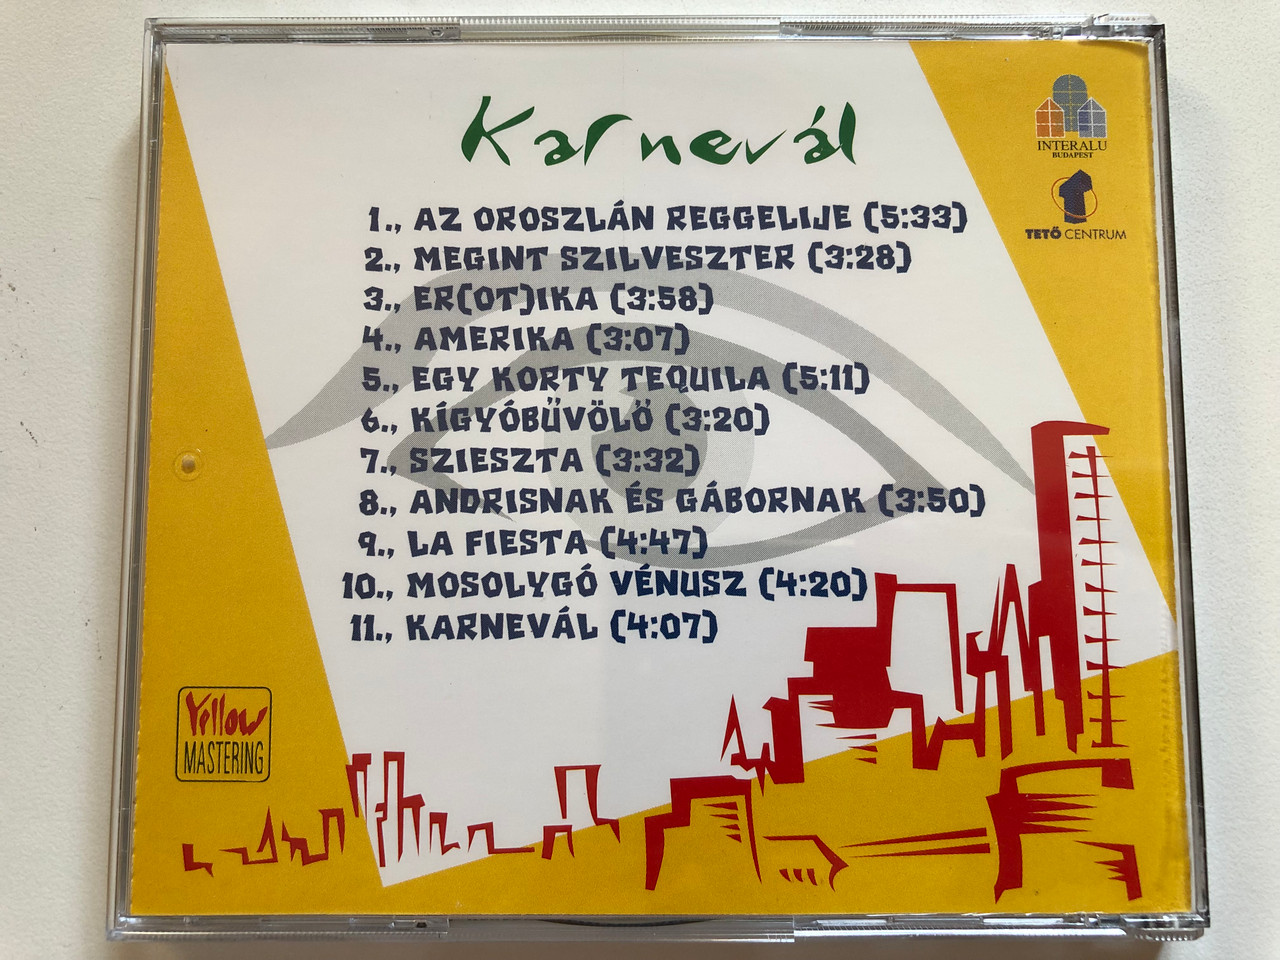 Karnevál
INTERALU
BUDAPEST
TETŐ CENTRUM
1., AZ OROSZLÁN REGGELIJE (5:33)
2., MEGINT SZILVESZTER (3:28)
3., ER(OT)IKA (3:58)
4., AMERIKA (3:07)
5., EGY KORTY TEQUILA (5:11)
6., KÍGYÓBŰVÖLŐ (3:20)
7., SZIESZTA (3:32)
8., ANDRISNAK ÉS GÁBORNAK (3:50)
9., LA FIESTA (4:47)
10., MOSOLYGÓ VÉNUSZ (4:20)
11., KARNEVÁL (4:07)
Yellow
MASTERING